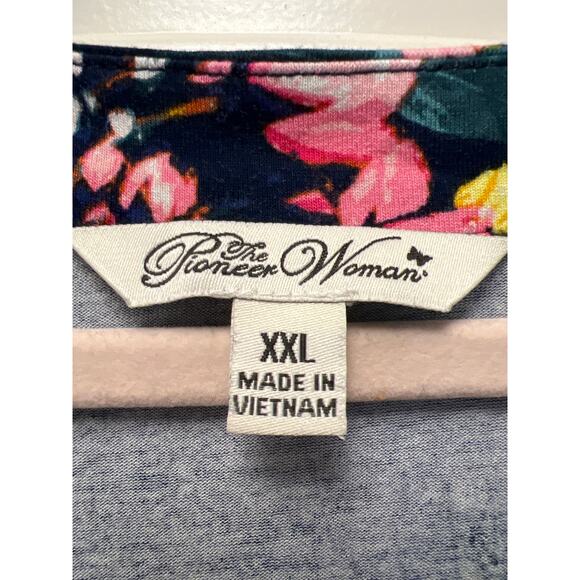 The
Pioneer Woman
XXL
MADE IN
VIETNAM